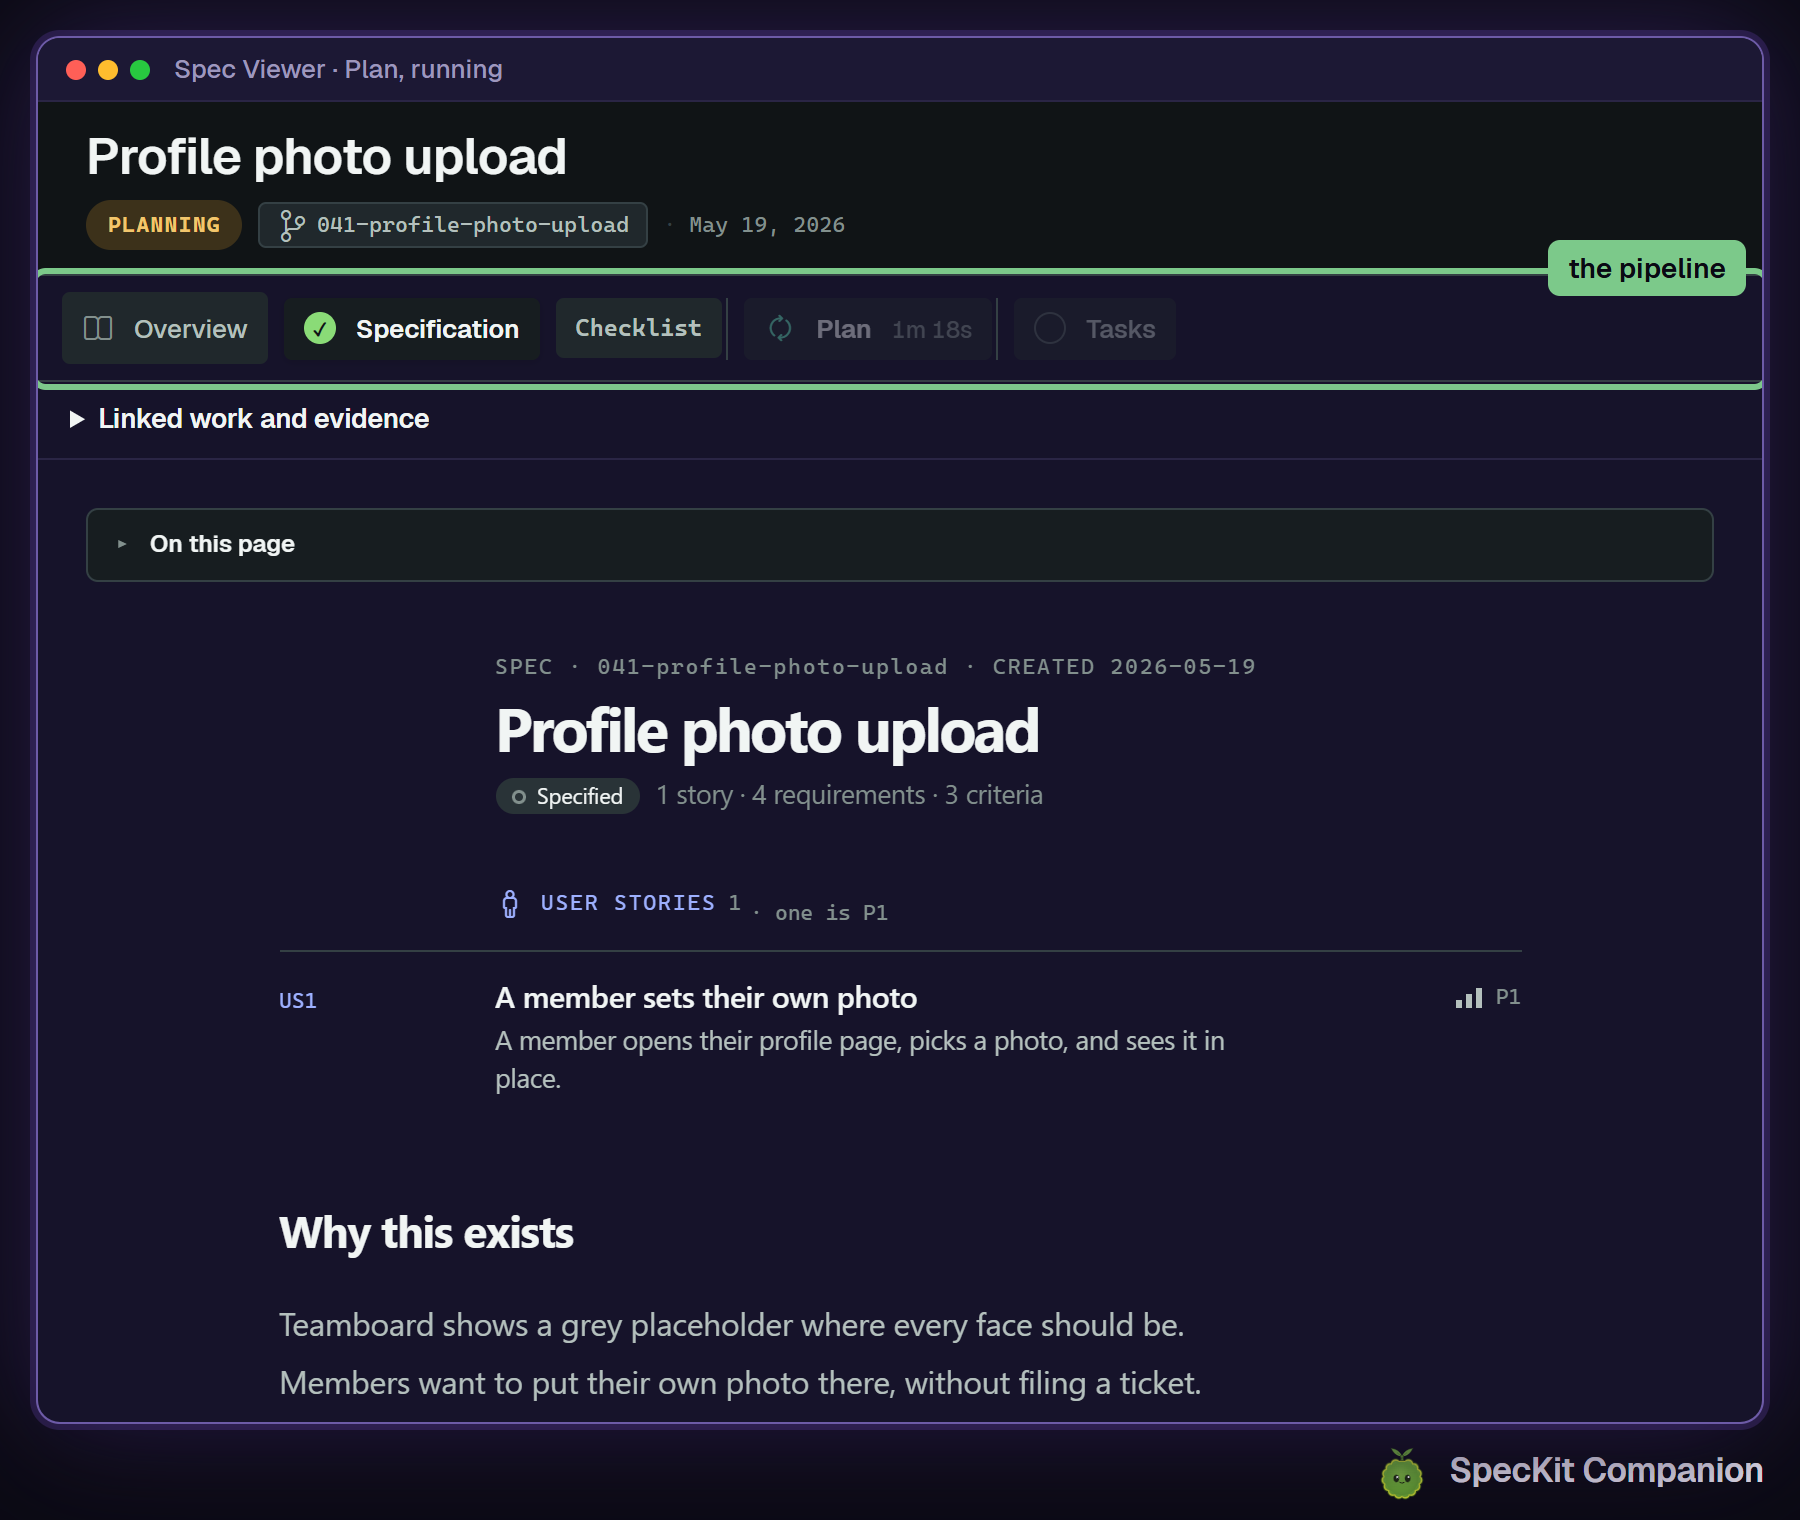 Spec Viewer · Plan, running
Profile photo upload
PLANNING 041-profile-photo-upload · May 19, 2026
the pipeline
Overview ✓ Specification Checklist Plan 1m 18s Tasks
▶ Linked work and evidence
▸ On this page
SPEC · 041-profile-photo-upload · CREATED 2026-05-19
Profile photo upload
Specified 1 story · 4 requirements · 3 criteria
USER STORIES 1 · one is P1
US1 A member sets their own photo P1
A member opens their profile page, picks a photo, and sees it in
place.
Why this exists
Teamboard shows a grey placeholder where every face should be.
Members want to put their own photo there, without filing a ticket.
SpecKit Companion